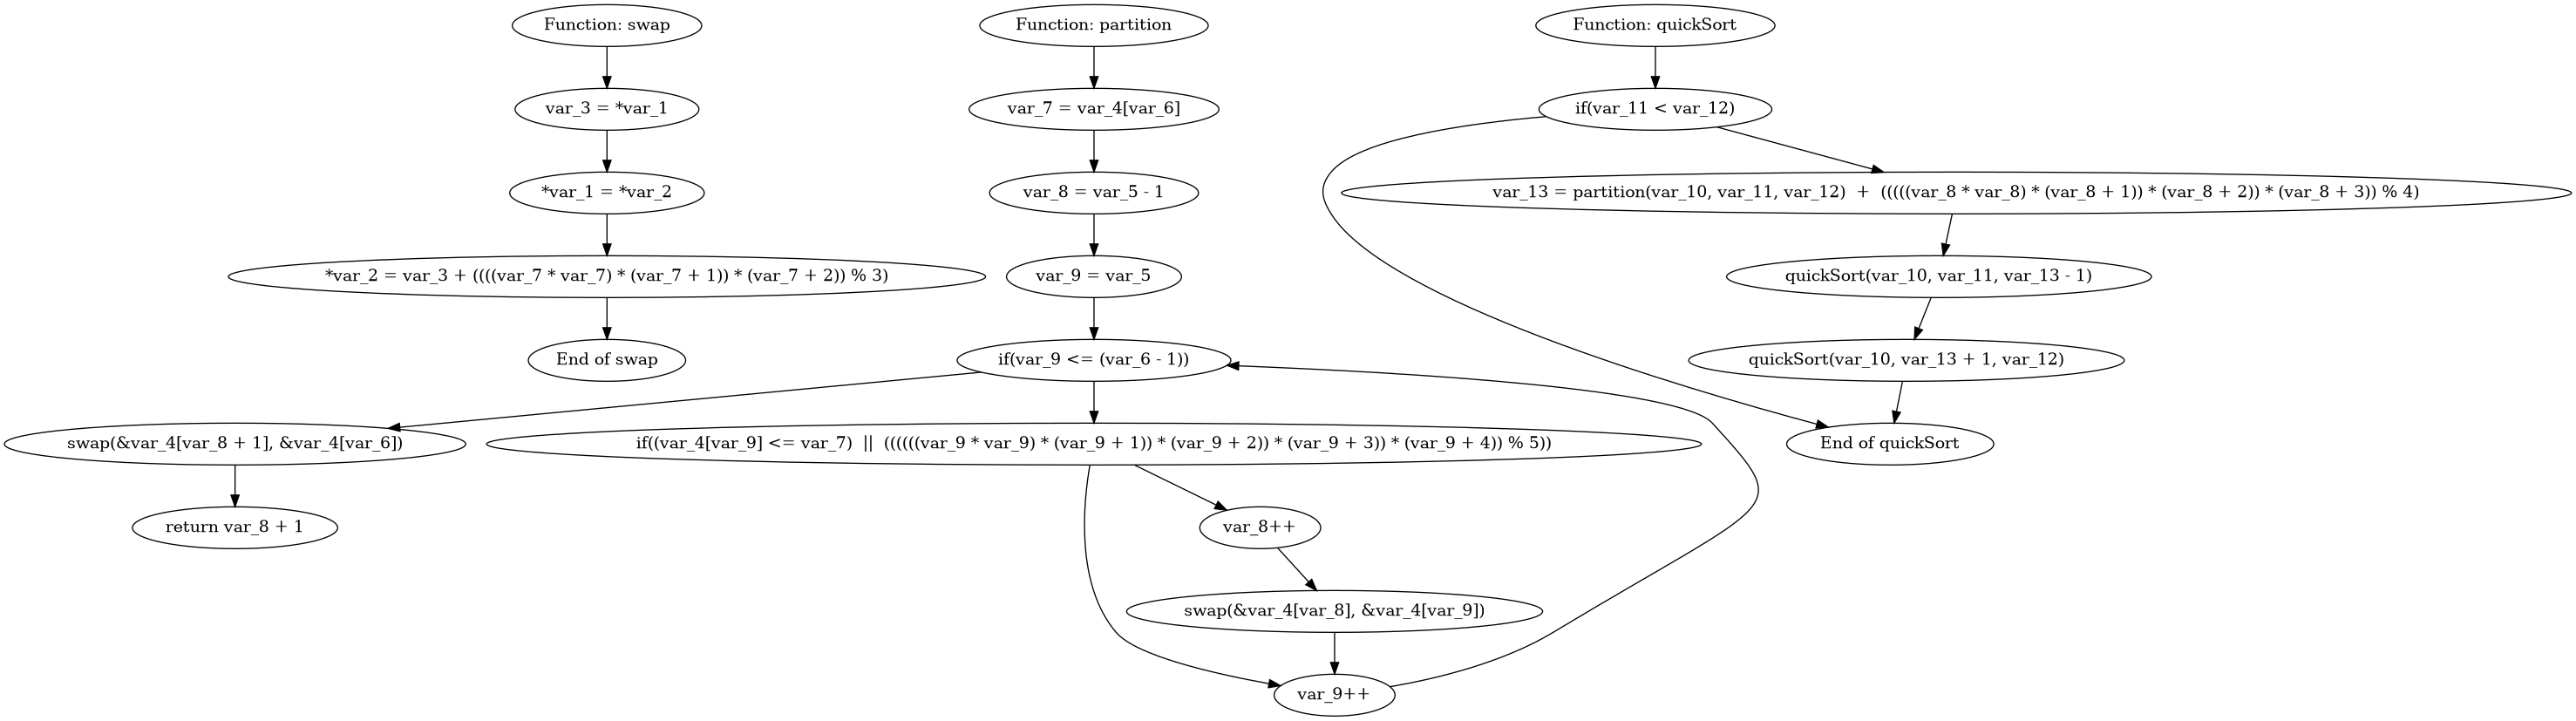 Function: swap
var_3 = *var_1
*var_1 = *var_2
*var_2 = var_3 + ((((var_7 * var_7) * (var_7 + 1)) * (var_7 + 2)) % 3)
End of swap
Function: partition
var_7 = var_4[var_6]
var_8 = var_5 - 1
var_9 = var_5
if(var_9 <= (var_6 - 1))
swap(&var_4[var_8 + 1], &var_4[var_6])
return var_8 + 1
if((var_4[var_9] <= var_7)  ||  ((((((var_9 * var_9) * (var_9 + 1)) * (var_9 + 2)) * (var_9 + 3)) * (var_9 + 4)) % 5))
var_8++
swap(&var_4[var_8], &var_4[var_9])
var_9++
Function: quickSort
if(var_11 < var_12)
var_13 = partition(var_10, var_11, var_12)  +  (((((var_8 * var_8) * (var_8 + 1)) * (var_8 + 2)) * (var_8 + 3)) % 4)
quickSort(var_10, var_11, var_13 - 1)
quickSort(var_10, var_13 + 1, var_12)
End of quickSort